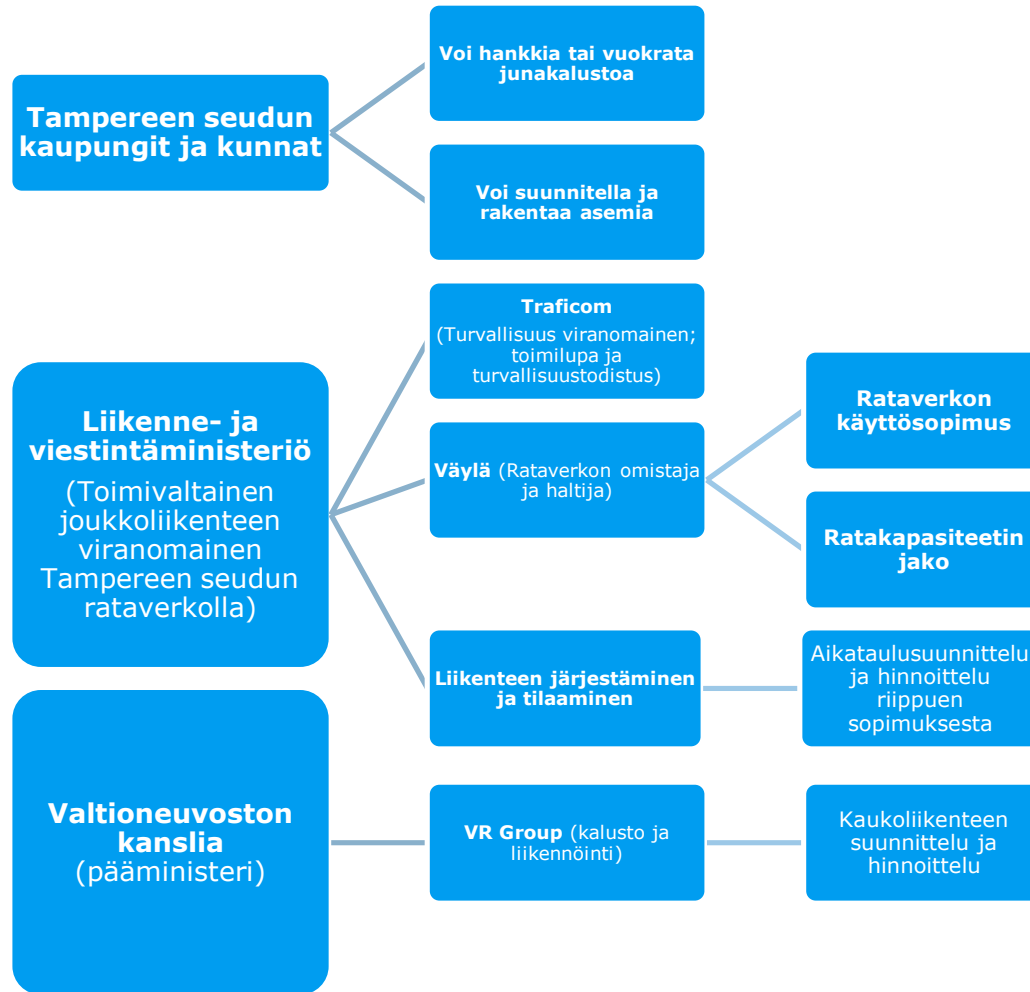 Tampereen seudun
kaupungit ja kunnat
Voi hankkia tai vuokrata
junakalustoa
Voi suunnitella ja
rakentaa asemia
Liikenne- ja
viestintäministeriö
(Toimivaltainen
joukkoliikenteen
viranomainen
Tampereen seudun
rataverkolla)
Traficom
(Turvallisuus viranomainen;
toimilupa ja
turvallisuustodistus)
Väylä (Rataverkon omistaja
ja haltija)
Rataverkon
käyttösopimus
Ratakapasiteetin
jako
Liikenteen järjestäminen
ja tilaaminen
Aikataulusuunnittelu
ja hinnoittelu
riippuen
sopimuksesta
Valtioneuvoston
kanslia
(pääministeri)
VR Group (kalusto ja
liikennöinti)
Kaukoliikenteen
suunnittelu ja
hinnoittelu